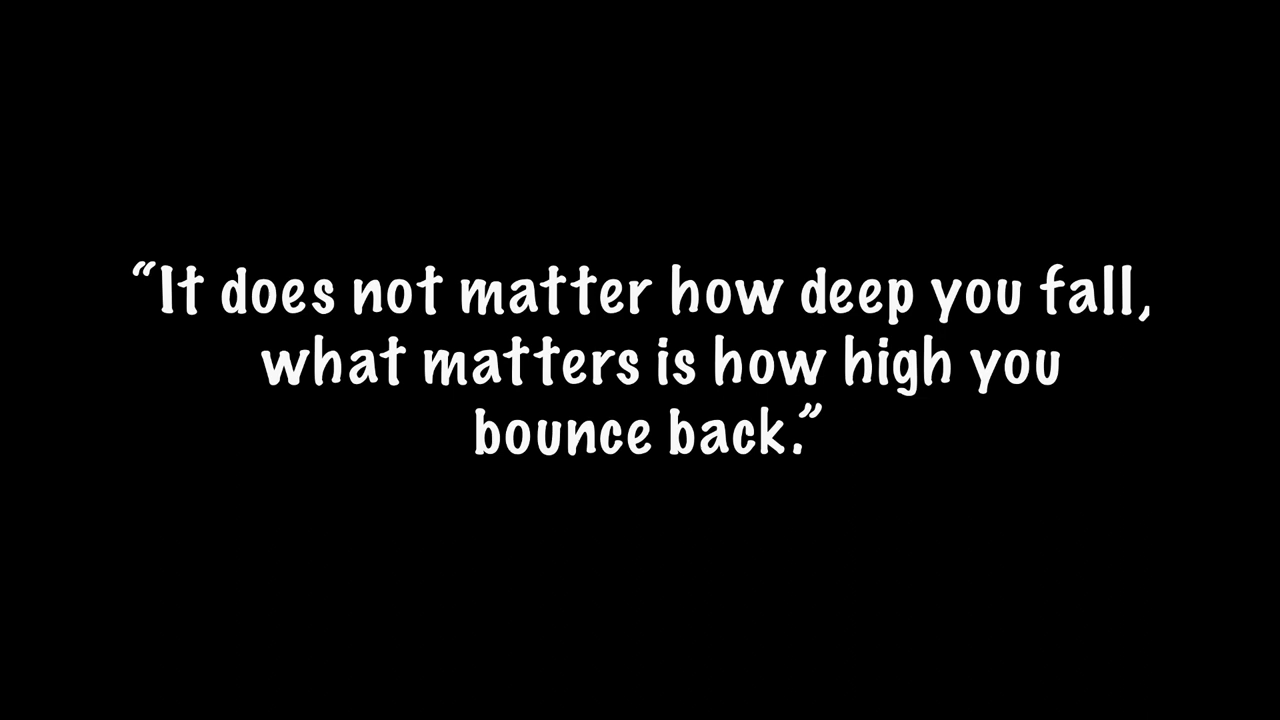 “It does not matter how deep you fall,
what matters is how high you
bounce back.”